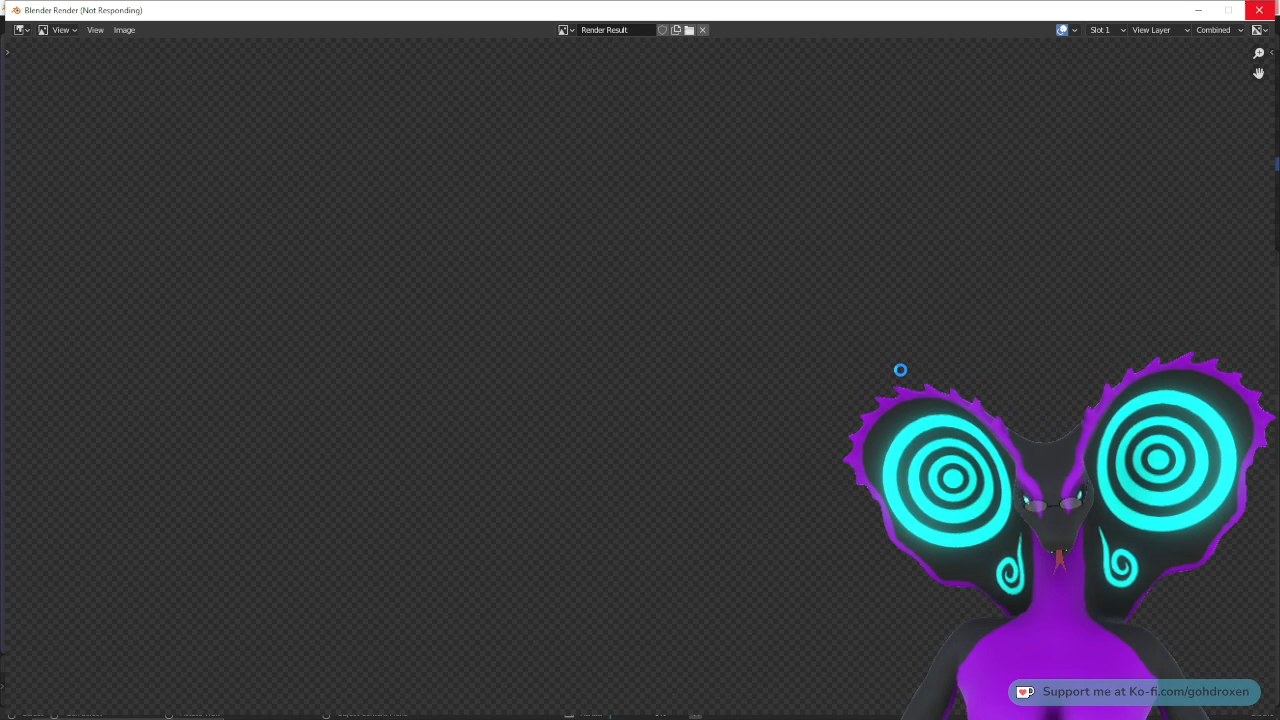 Blender Render (Not Responding)
View View Image Render Result Slot 1 View Layer Combined
Support me at Ko-fi.com/gohdroxen